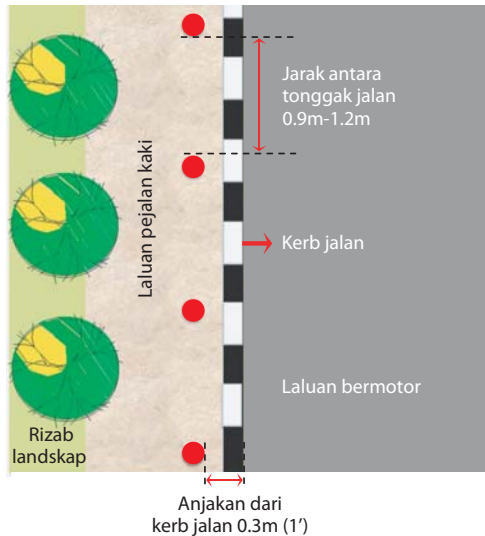 Jarak antara
tonggak jalan
0.9m-1.2m
Laluan pejalan kaki
Kerb jalan
Laluan bermotor
Rizab
landskap
Anjakan dari
kerb jalan 0.3m (1’)